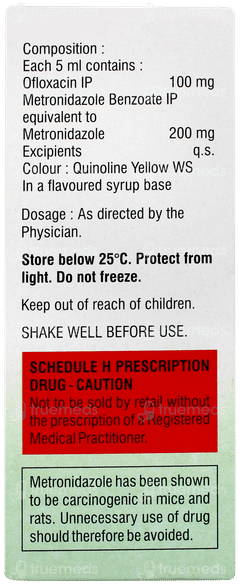 Composition :
Each 5 ml contains :
Ofloxacin IP 100 mg
Metronidazole Benzoate IP
equivalent to
Metronidazole 200 mg
Excipients q.s.
Colour : Quinoline Yellow WS
In a flavoured syrup base
Dosage : As directed by the
Physician.
Store below 25°C. Protect from
light. Do not freeze.
Keep out of reach of children.
SHAKE WELL BEFORE USE.
SCHEDULE H PRESCRIPTION
DRUG - CAUTION
Not to be sold by retail without
the prescription of a Registered
Medical Practitioner.
Metronidazole has been shown
to be carcinogenic in mice and
rats. Unnecessary use of drug
should therefore be avoided.
truemeds